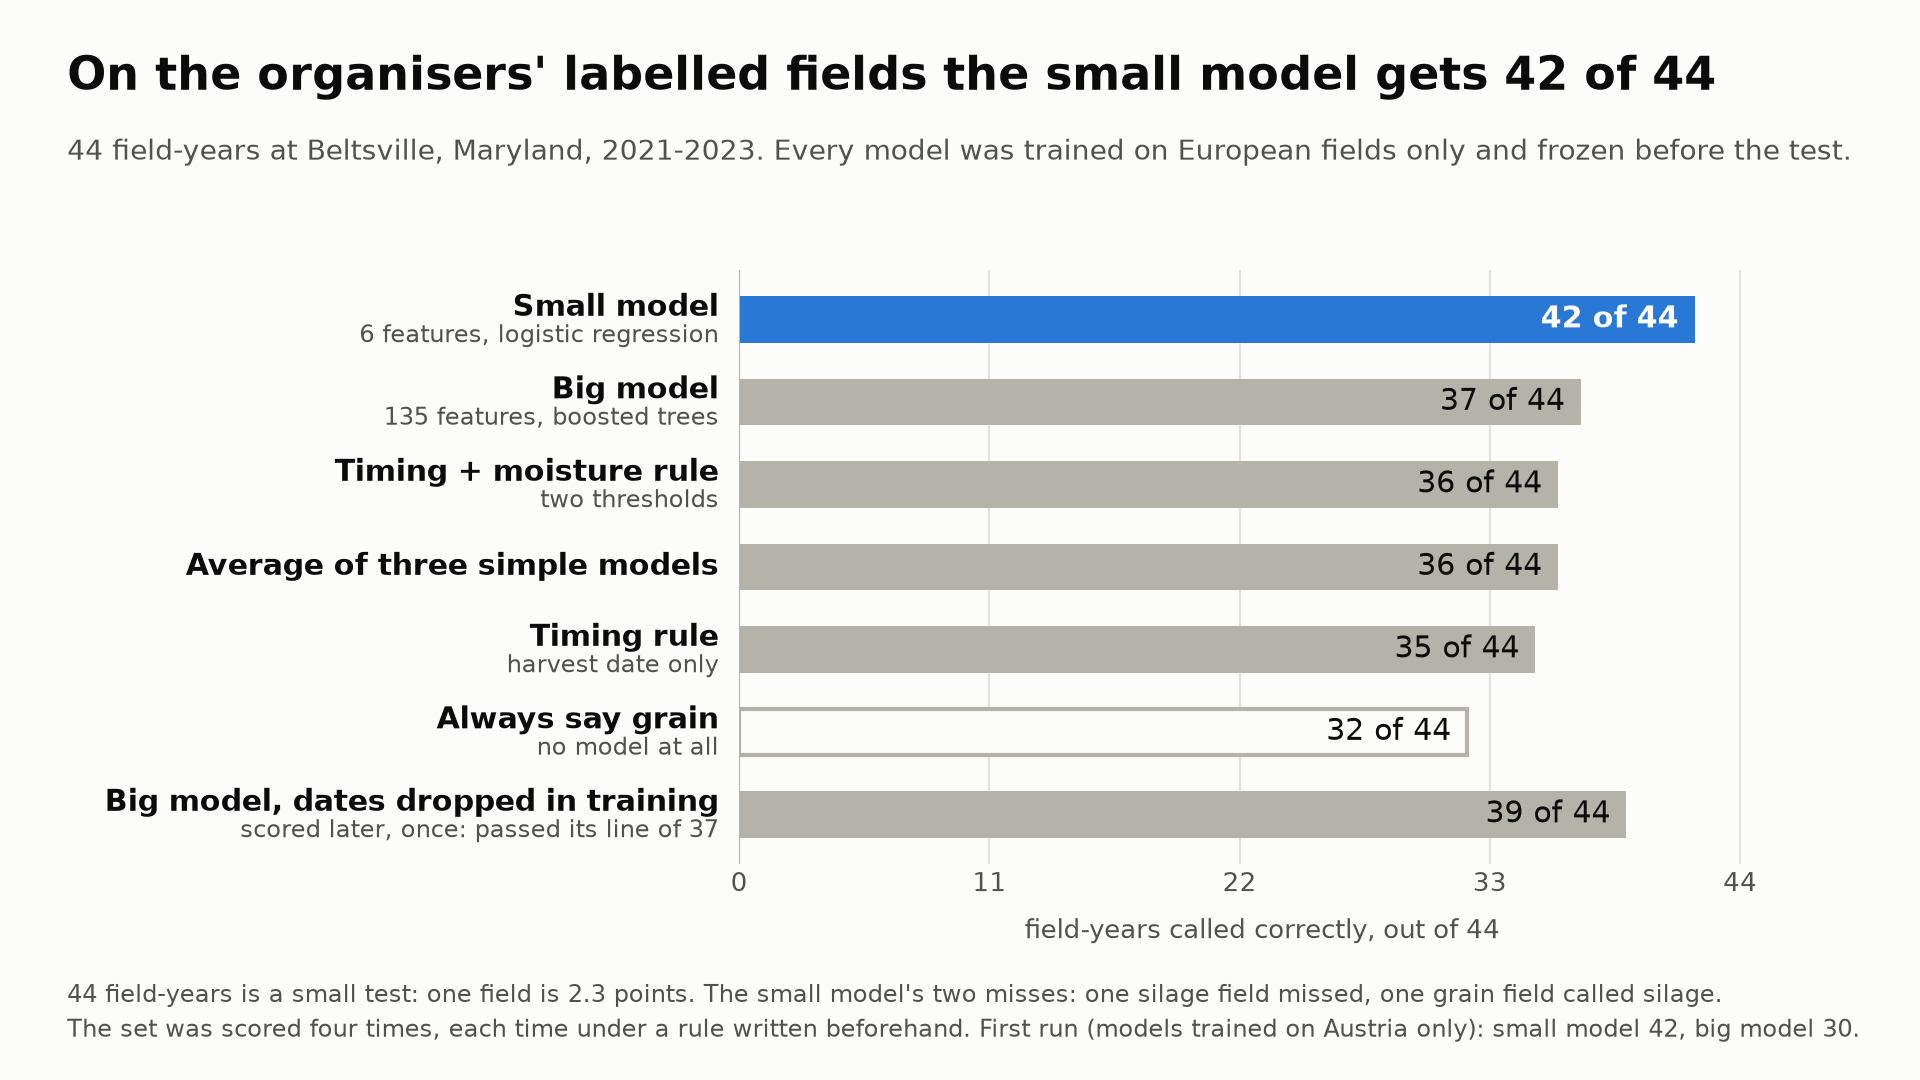 On the organisers' labelled fields the small model gets 42 of 44
44 field-years at Beltsville, Maryland, 2021-2023. Every model was trained on European fields only and frozen before the test.
Small model
6 features, logistic regression
42 of 44
Big model
135 features, boosted trees
37 of 44
Timing + moisture rule
two thresholds
36 of 44
Average of three simple models
36 of 44
Timing rule
harvest date only
35 of 44
Always say grain
no model at all
32 of 44
Big model, dates dropped in training
scored later, once: passed its line of 37
39 of 44
0 11 22 33 44
field-years called correctly, out of 44
44 field-years is a small test: one field is 2.3 points. The small model's two misses: one silage field missed, one grain field called silage.
The set was scored four times, each time under a rule written beforehand. First run (models trained on Austria only): small model 42, big model 30.